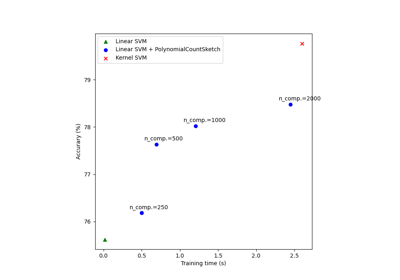 Linear SVM
Linear SVM + PolynomialCountSketch
Kernel SVM
79
n_comp.=2000
78
n_comp.=1000
n_comp.=500
Accurary (%)
77
n_comp.=250
76
0.0 0.5 1.0 1.5 2.0 2.5
Training time (s)